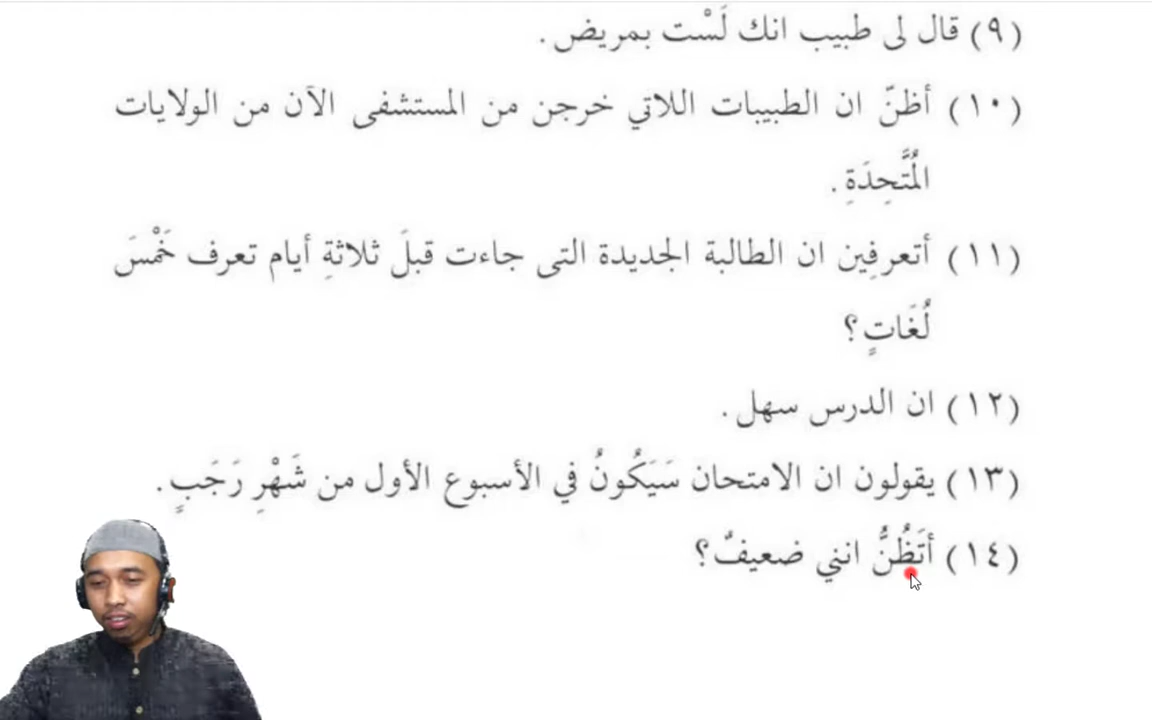 (٩) قال لى طبيب انك لَسْت بمريض.
(١٠) أظنّ ان الطبيبات اللاتي خرجن من المستشفى الآن من الولايات
المُتَّحِدَةِ.
(١١) أتعرفِين ان الطالبة الجديدة التى جاءت قبلَ ثلاثةِ أيام تعرف خَمْسَ
لُغَاتٍ؟
(١٢) ان الدرس سهل.
(١٣) يقولون ان الامتحان سَيَكُونُ في الأسبوع الأول من شَهْرِ رَجَبٍ.
(١٤) أتَظُنُّ انني ضعيفٌ؟